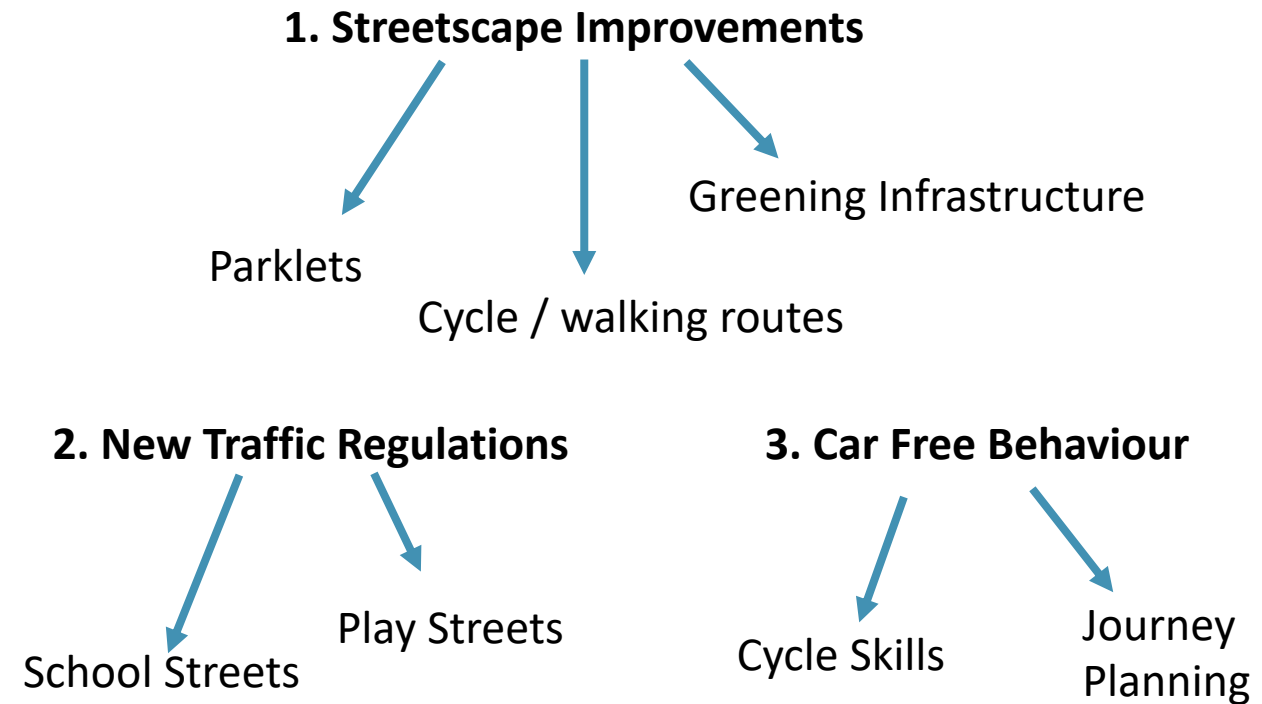 1. Streetscape Improvements
Parklets
Cycle / walking routes
Greening Infrastructure
2. New Traffic Regulations
School Streets
Play Streets
3. Car Free Behaviour
Cycle Skills
Journey
Planning